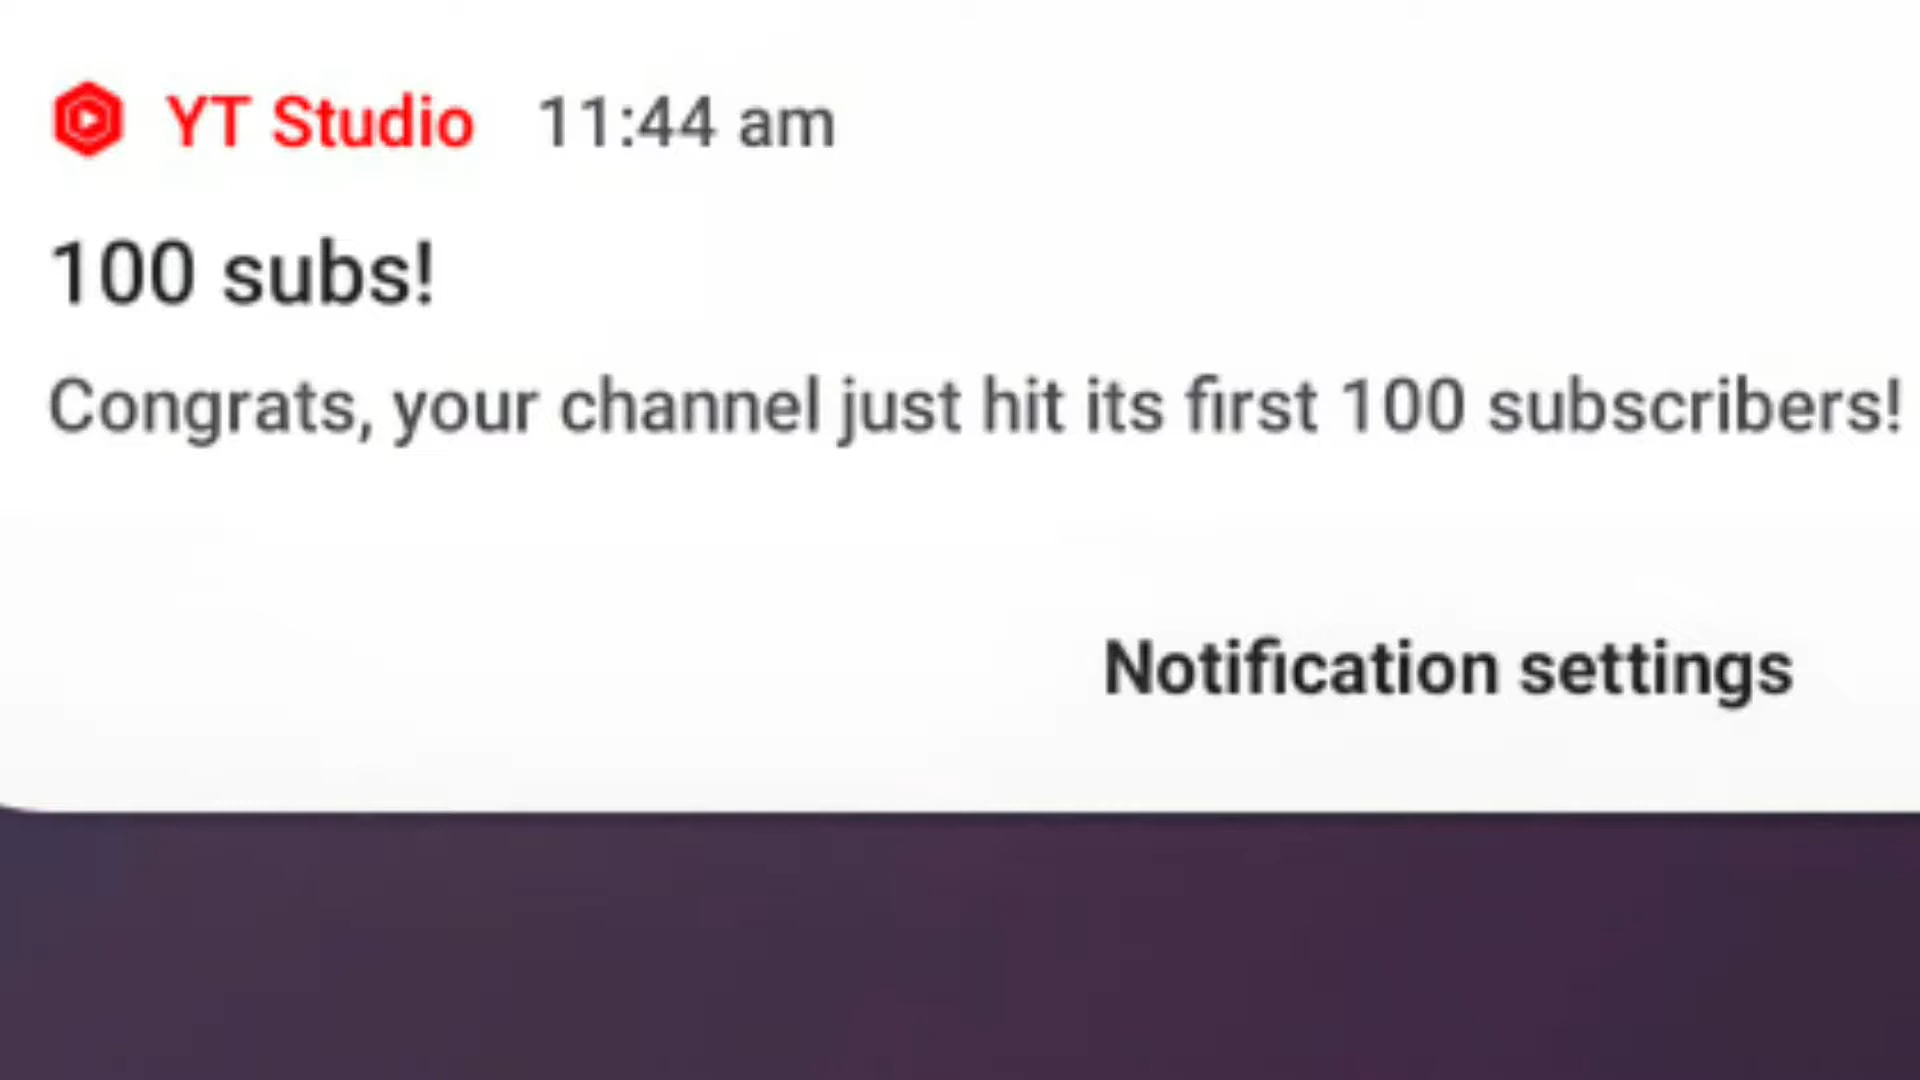 YT Studio 11:44 am
100 subs!
Congrats, your channel just hit its first 100 subscribers!
Notification settings